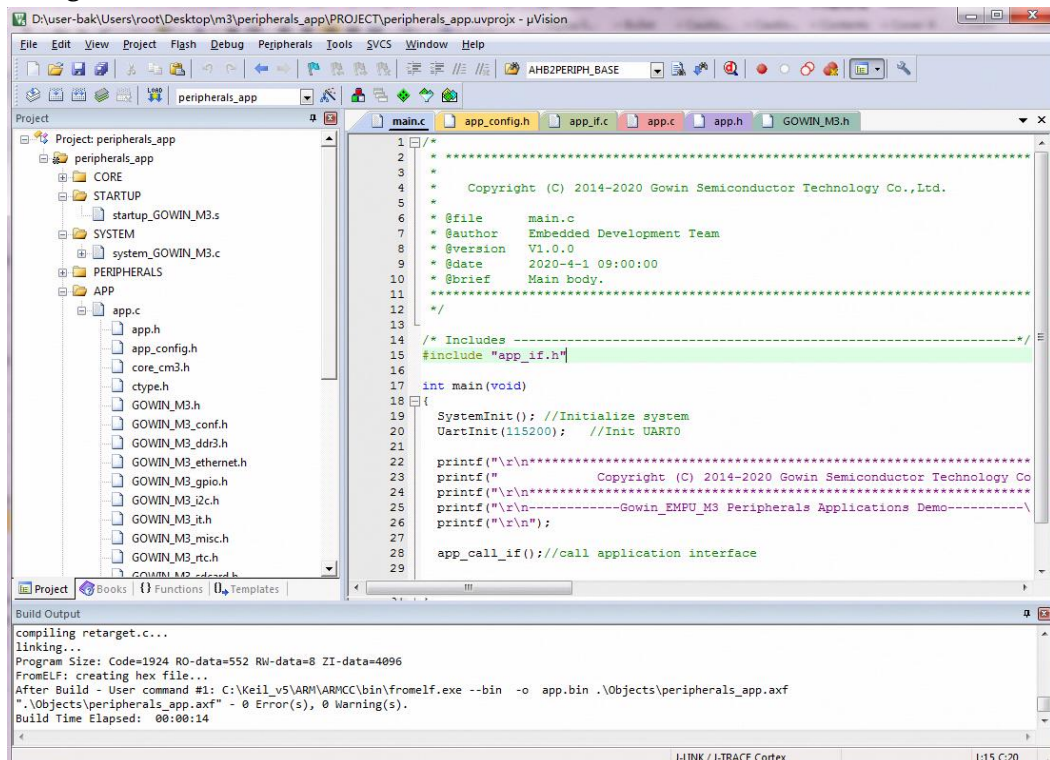 D:\user-bak\Users\root\Desktop\m3\peripherals_app\PROJECT\peripherals_app.uvprojx - µVision
File Edit View Project Flash Debug Peripherals Tools SVCS Window Help
AHB2PERIPH_BASE
LOAD peripherals_app
Project
Project: peripherals_app
peripherals_app
CORE
STARTUP
startup_GOWIN_M3.s
SYSTEM
system_GOWIN_M3.c
PERIPHERALS
APP
app.c
app.h
app_config.h
core_cm3.h
ctype.h
GOWIN_M3.h
GOWIN_M3_conf.h
GOWIN_M3_ddr3.h
GOWIN_M3_ethernet.h
GOWIN_M3_gpio.h
GOWIN_M3_i2c.h
GOWIN_M3_it.h
GOWIN_M3_misc.h
GOWIN_M3_rtc.h
GOWIN_M3_sdcard.h
Project Books {} Functions 0 Templates
main.c app_config.h app_if.c app.c app.h GOWIN_M3.h
1 /*
2 * ******************************************************************************
3 *
4 * Copyright (C) 2014-2020 Gowin Semiconductor Technology Co.,Ltd.
5 *
6 * @file main.c
7 * @author Embedded Development Team
8 * @version V1.0.0
9 * @date 2020-4-1 09:00:00
10 * @brief Main body.
11 ********************************************************************************
12 */
13
14 /* Includes -------------------------------------------------------------------*/
15 #include "app_if.h"
16
17 int main(void)
18 {
19 SystemInit(); //Initialize system
20 UartInit(115200); //Init UART0
21
22 printf("\r\n*******************************************************************
23 printf(" Copyright (C) 2014-2020 Gowin Semiconductor Technology Co
24 printf("\r\n*******************************************************************
25 printf("\r\n------------Gowin_EMPU_M3 Peripherals Applications Demo----------\
26 printf("\r\n");
27
28 app_call_if();//call application interface
29
Build Output
compiling retarget.c...
linking...
Program Size: Code=1924 RO-data=552 RW-data=8 ZI-data=4096
FromELF: creating hex file...
After Build - User command #1: C:\Keil_v5\ARM\ARMCC\bin\fromelf.exe --bin -o app.bin .\Objects\peripherals_app.axf
".\Objects\peripherals_app.axf" - 0 Error(s), 0 Warning(s).
Build Time Elapsed: 00:00:14
J-LINK / J-TRACE Cortex L:15 C:20